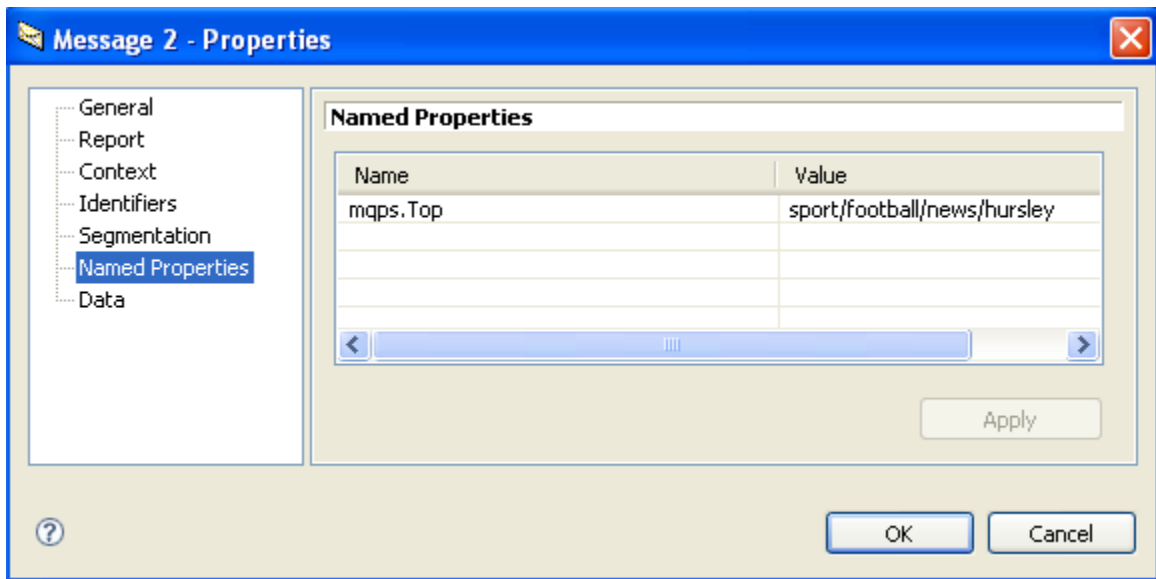 Message 2 - Properties
General
Report
Context
Identifiers
Segmentation
Named Properties
Data
Named Properties
Name Value
mqps.Top sport/football/news/hursley
Apply
OK Cancel